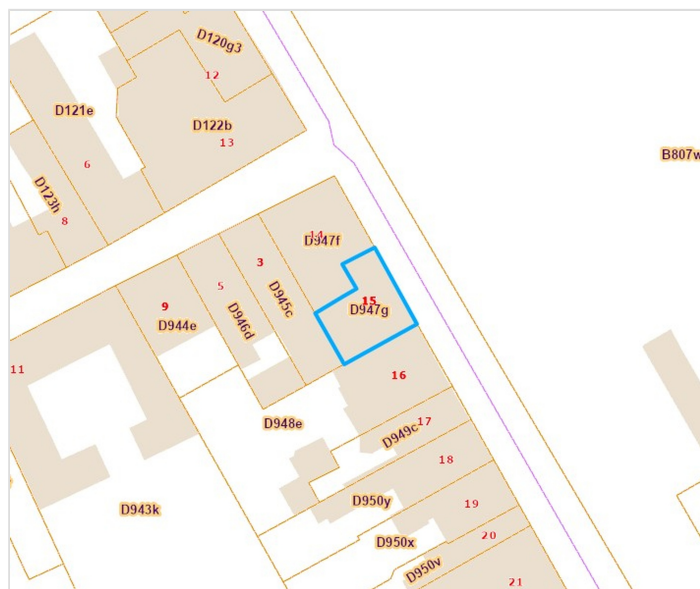 D120g3
12
D121e
D122b
13
B807w
6
D123h
8
14
D947f
3
5
D945c
15
D947g
9
D944e
D946d
11
16
D948e
17
D949c
18
D950y
19
D943k
20
D950x
D950v
21